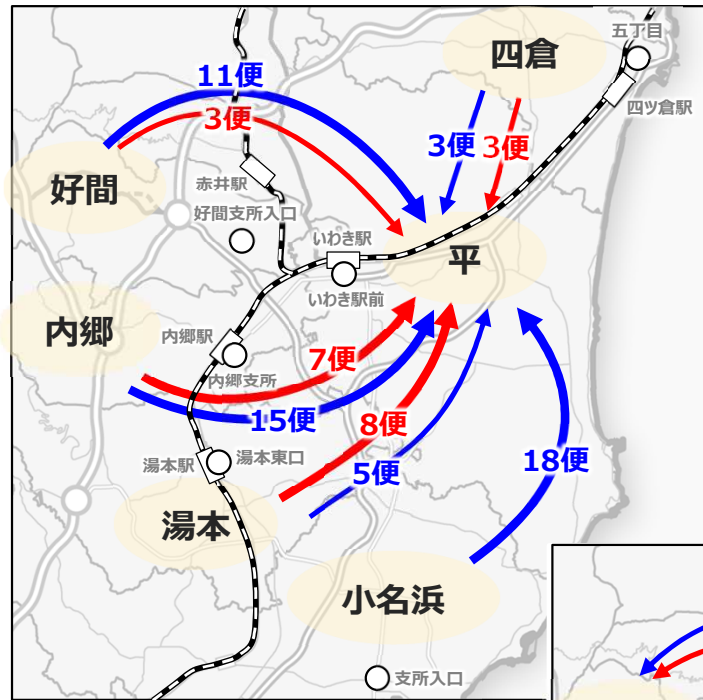 五丁目
四倉
四ツ倉駅
11便
3便
3便
3便
好間
赤井駅
好間支所入口
いわき駅
平
いわき駅前
内郷
内郷駅
内郷支所
7便
15便
8便
5便
18便
湯本駅
湯本東口
湯本
小名浜
支所入口